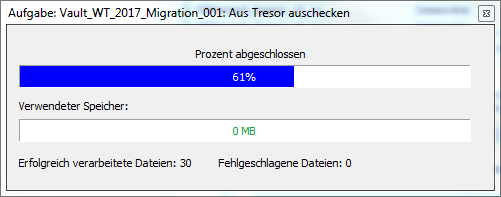 Aufgabe: Vault_WT_2017_Migration_001: Aus Tresor auschecken
Prozent abgeschlossen
61%
Verwendeter Speicher:
0 MB
Erfolgreich verarbeitete Dateien: 30 Fehlgeschlagene Dateien: 0